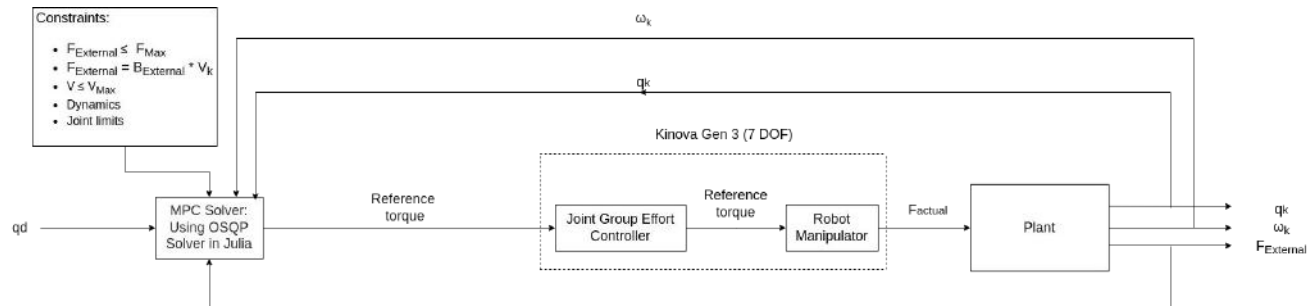 Constraints:
• F_External ≤ F_Max
• F_External = B_External * V_k
• V ≤ V_Max
• Dynamics
• Joint limits
ω_k
q_k
Kinova Gen 3 (7 DOF)
qd
MPC Solver:
Using OSQP
Solver in Julia
Reference
torque
Joint Group Effort
Controller
Reference
torque
Robot
Manipulator
F_actual
Plant
q_k
ω_k
F_External